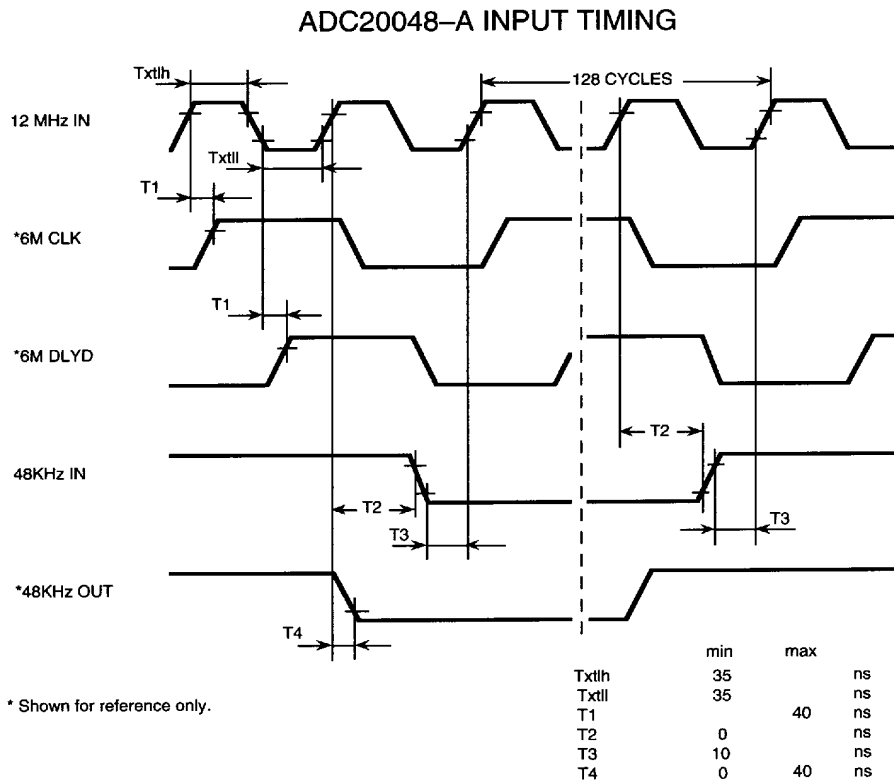 ADC20048–A INPUT TIMING
Txtlh
128 CYCLES
12 MHz IN
Txtll
T1
*6M CLK
T1
*6M DLYD
T2
48KHz IN
T2
T3
T3
*48KHz OUT
T4
min max
Txtlh 35 ns
Txtll 35 ns
T1 40 ns
T2 0 ns
T3 10 ns
T4 0 40 ns
* Shown for reference only.